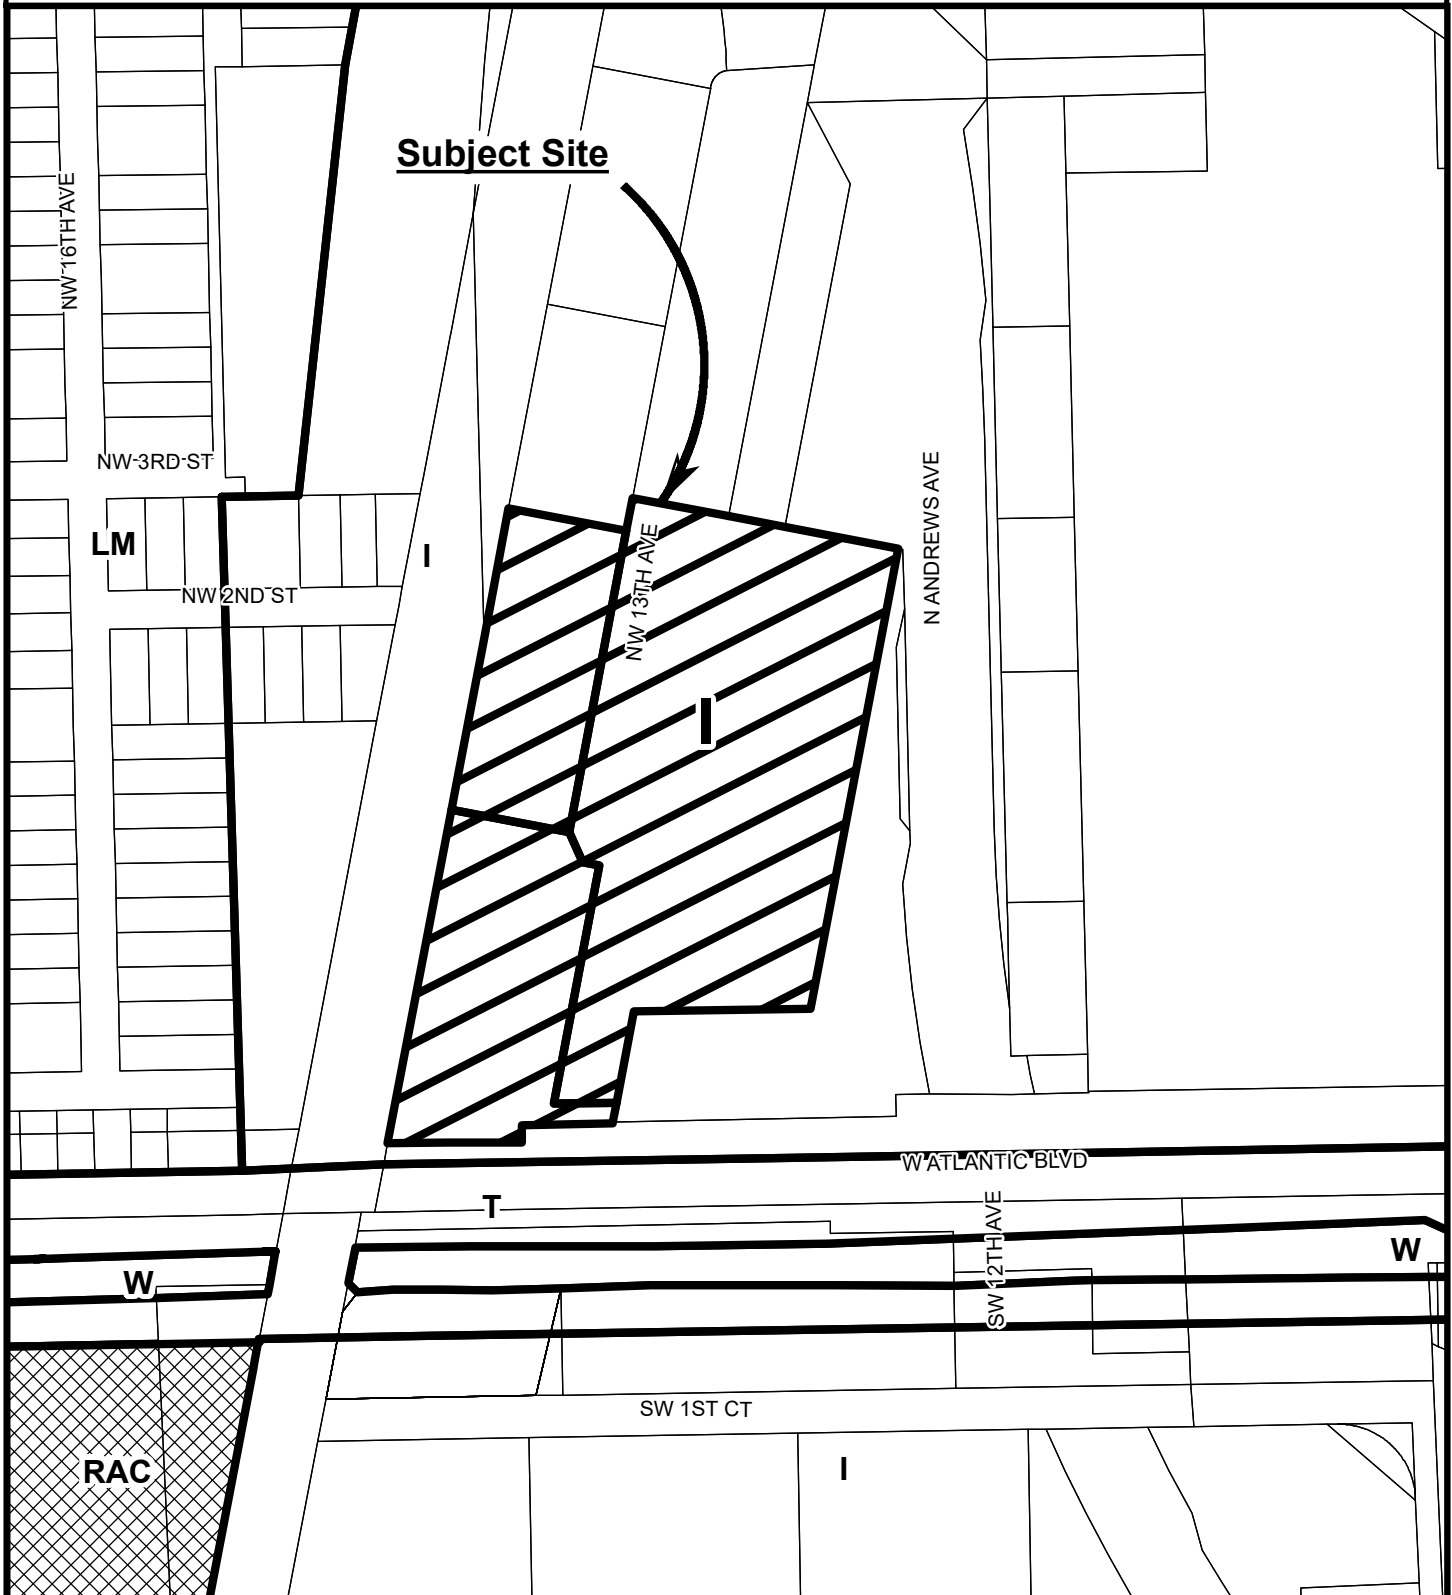 Subject Site
NW 16TH AVE
NW 3RD ST
N ANDREWS AVE
LM
I
NW 13TH AVE
NW 2ND ST
I
W ATLANTIC BLVD
T
SW 12TH AVE
W
W
SW 1ST CT
RAC
I